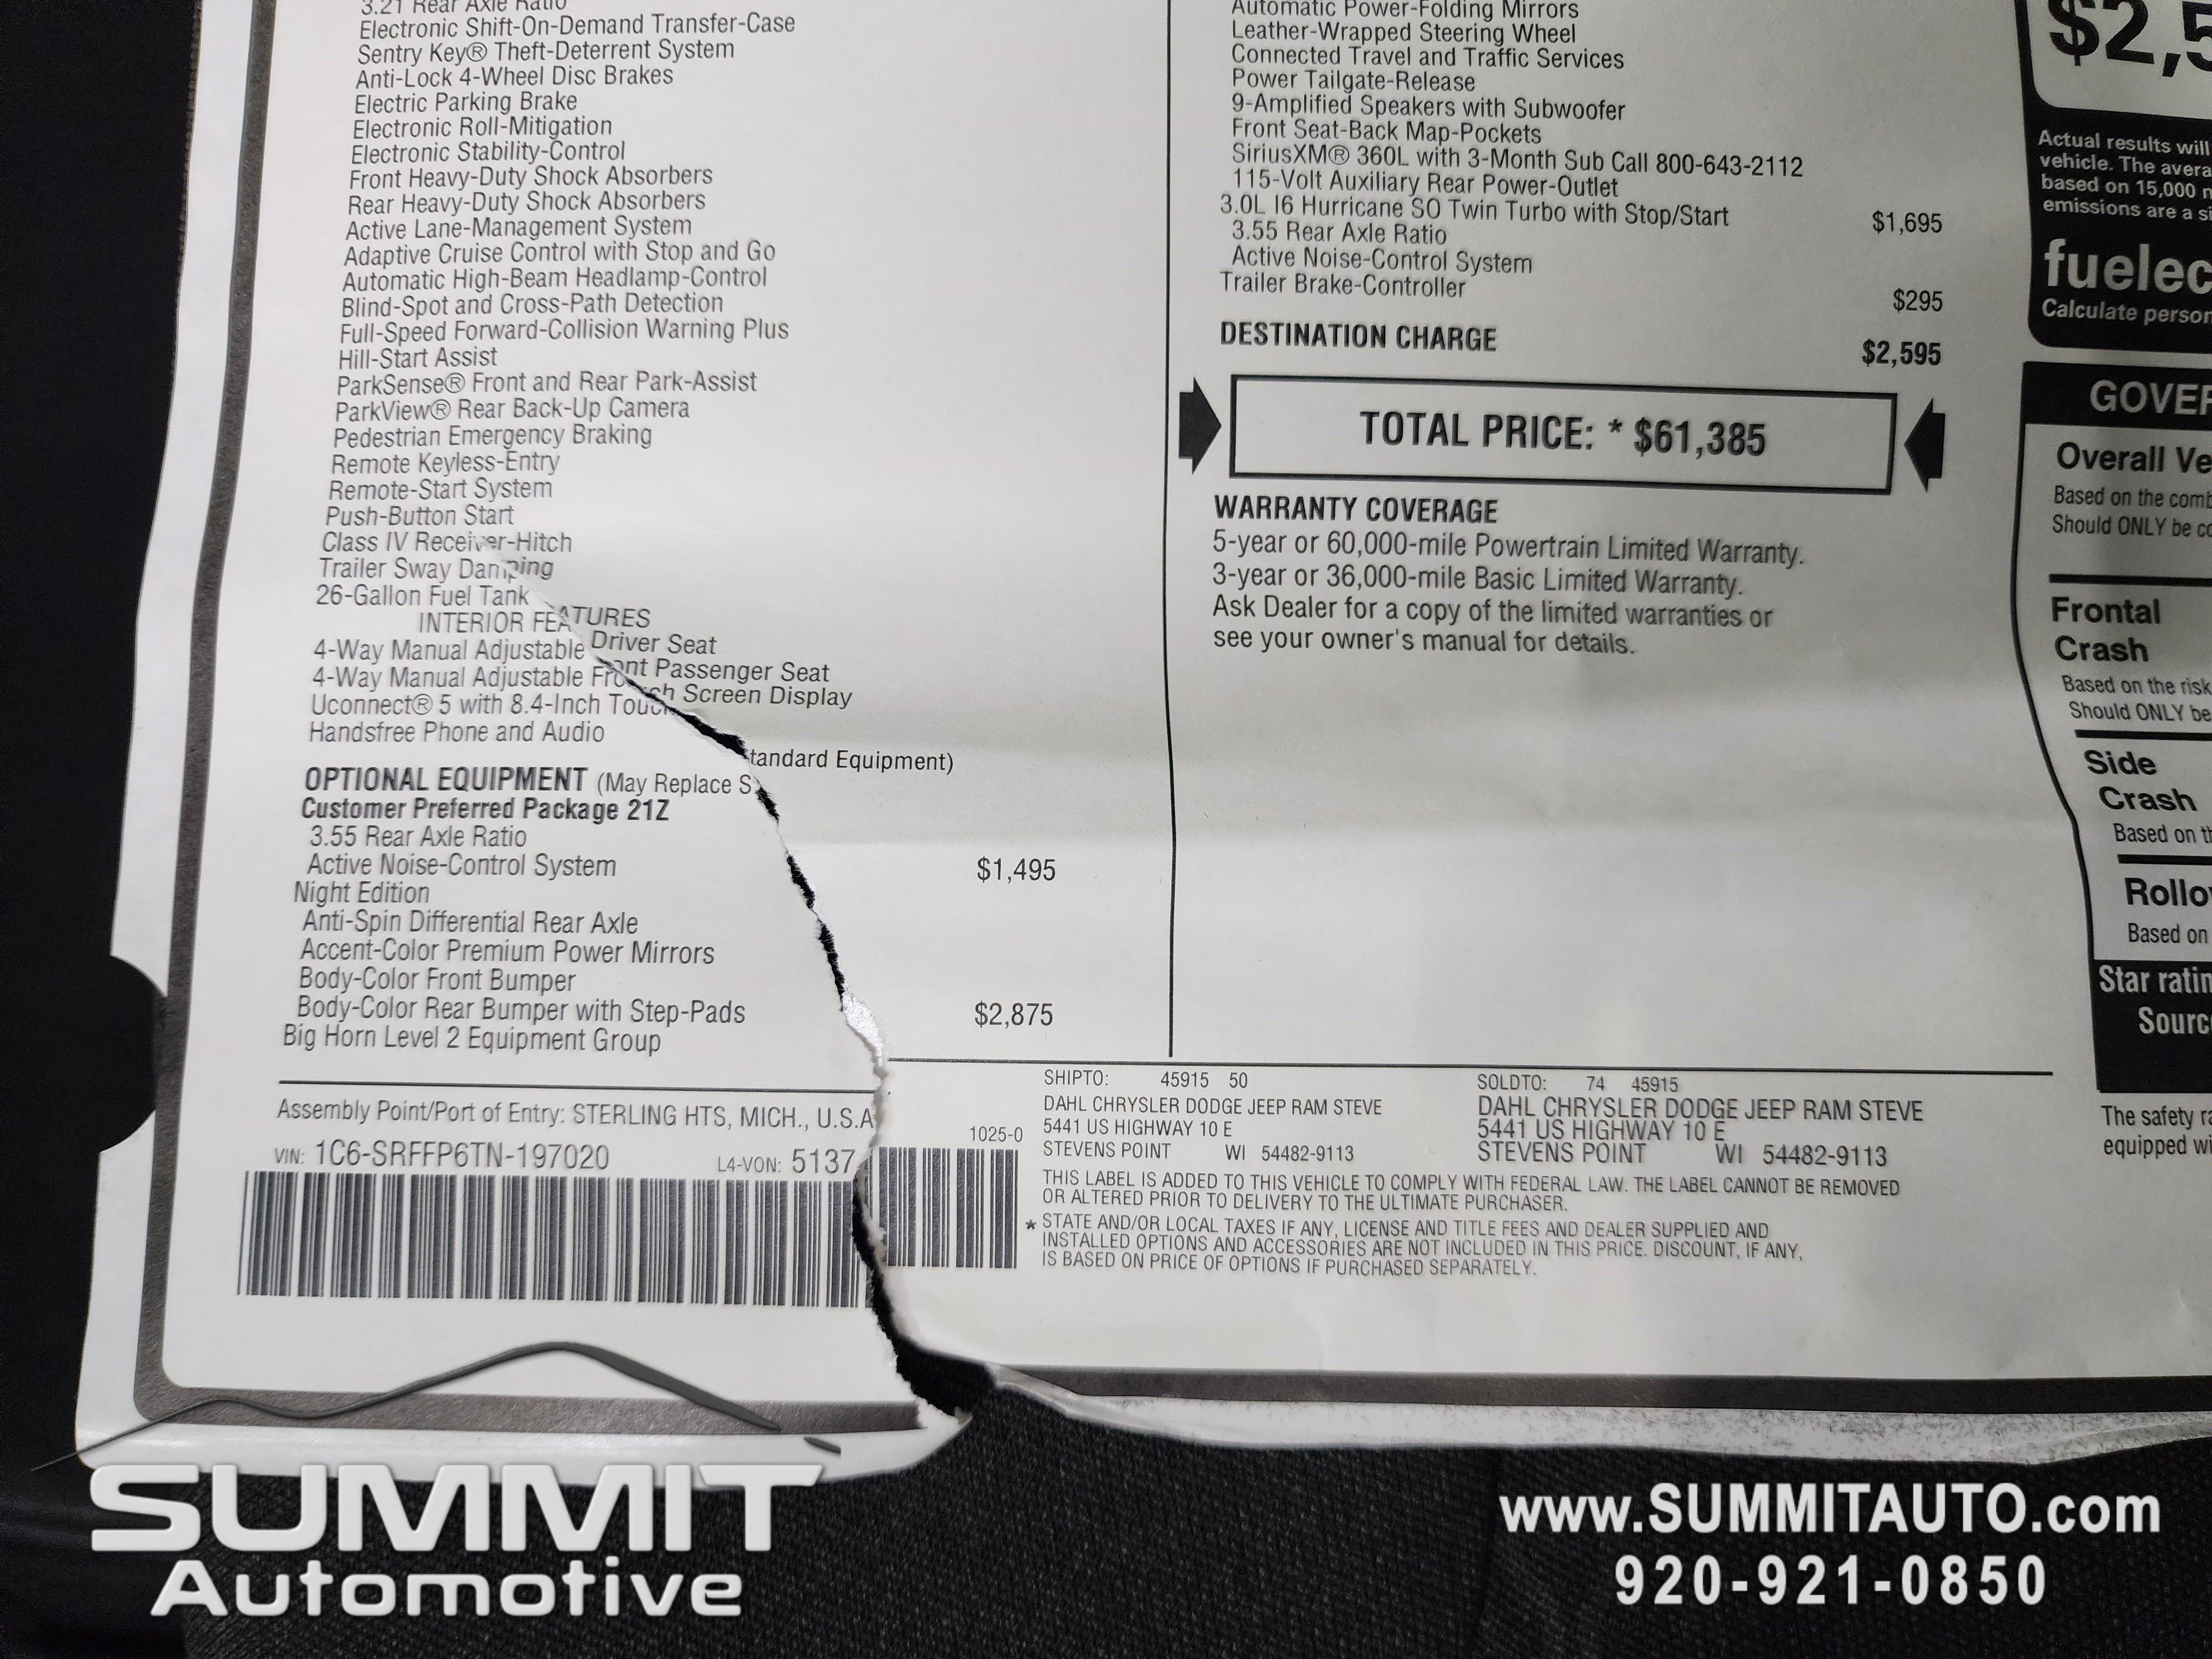 3.21 Rear Axle Ratio
Electronic Shift-On-Demand Transfer-Case
Sentry Key® Theft-Deterrent System
Anti-Lock 4-Wheel Disc Brakes
Electric Parking Brake
Electronic Roll-Mitigation
Electronic Stability-Control
Front Heavy-Duty Shock Absorbers
Rear Heavy-Duty Shock Absorbers
Active Lane-Management System
Adaptive Cruise Control with Stop and Go
Automatic High-Beam Headlamp-Control
Blind-Spot and Cross-Path Detection
Full-Speed Forward-Collision Warning Plus
Hill-Start Assist
ParkSense® Front and Rear Park-Assist
ParkView® Rear Back-Up Camera
Pedestrian Emergency Braking
Remote Keyless-Entry
Remote-Start System
Push-Button Start
Class IV Receiver-Hitch
Trailer Sway Damping
26-Gallon Fuel Tank
INTERIOR FEATURES
4-Way Manual Adjustable Driver Seat
4-Way Manual Adjustable Front Passenger Seat
Uconnect® 5 with 8.4-Inch Touch Screen Display
Handsfree Phone and Audio
OPTIONAL EQUIPMENT (May Replace Standard Equipment)
Customer Preferred Package 21Z
3.55 Rear Axle Ratio
Active Noise-Control System
Night Edition $1,495
Anti-Spin Differential Rear Axle
Accent-Color Premium Power Mirrors
Body-Color Front Bumper
Body-Color Rear Bumper with Step-Pads
Big Horn Level 2 Equipment Group $2,875
Automatic Power-Folding Mirrors
Leather-Wrapped Steering Wheel
Connected Travel and Traffic Services
Power Tailgate-Release
9-Amplified Speakers with Subwoofer
Front Seat-Back Map-Pockets
SiriusXM® 360L with 3-Month Sub Call 800-643-2112
115-Volt Auxiliary Rear Power-Outlet
3.0L I6 Hurricane SO Twin Turbo with Stop/Start $1,695
3.55 Rear Axle Ratio
Active Noise-Control System
Trailer Brake-Controller $295
DESTINATION CHARGE $2,595
TOTAL PRICE: * $61,385
WARRANTY COVERAGE
5-year or 60,000-mile Powertrain Limited Warranty.
3-year or 36,000-mile Basic Limited Warranty.
Ask Dealer for a copy of the limited warranties or
see your owner's manual for details.
Assembly Point/Port of Entry: STERLING HTS, MICH., U.S.A
VIN: 1C6-SRFFP6TN-197020 L4-VON: 5137
1025-0
SHIPTO: 45915 50
DAHL CHRYSLER DODGE JEEP RAM STEVE
5441 US HIGHWAY 10 E
STEVENS POINT WI 54482-9113
SOLDTO: 74 45915
DAHL CHRYSLER DODGE JEEP RAM STEVE
5441 US HIGHWAY 10 E
STEVENS POINT WI 54482-9113
THIS LABEL IS ADDED TO THIS VEHICLE TO COMPLY WITH FEDERAL LAW. THE LABEL CANNOT BE REMOVED
OR ALTERED PRIOR TO DELIVERY TO THE ULTIMATE PURCHASER.
* STATE AND/OR LOCAL TAXES IF ANY, LICENSE AND TITLE FEES AND DEALER SUPPLIED AND
INSTALLED OPTIONS AND ACCESSORIES ARE NOT INCLUDED IN THIS PRICE. DISCOUNT, IF ANY,
IS BASED ON PRICE OF OPTIONS IF PURCHASED SEPARATELY.
$2,5
Actual results will
vehicle. The avera
based on 15,000 m
emissions are a si
fuelec
Calculate person
GOVER
Overall Ve
Based on the comb
Should ONLY be co
Frontal
Crash
Based on the risk
Should ONLY be
Side
Crash
Based on th
Rollov
Based on
Star ratin
Sourc
The safety ra
equipped wi
SUMMIT
Automotive
www.SUMMITAUTO.com
920-921-0850